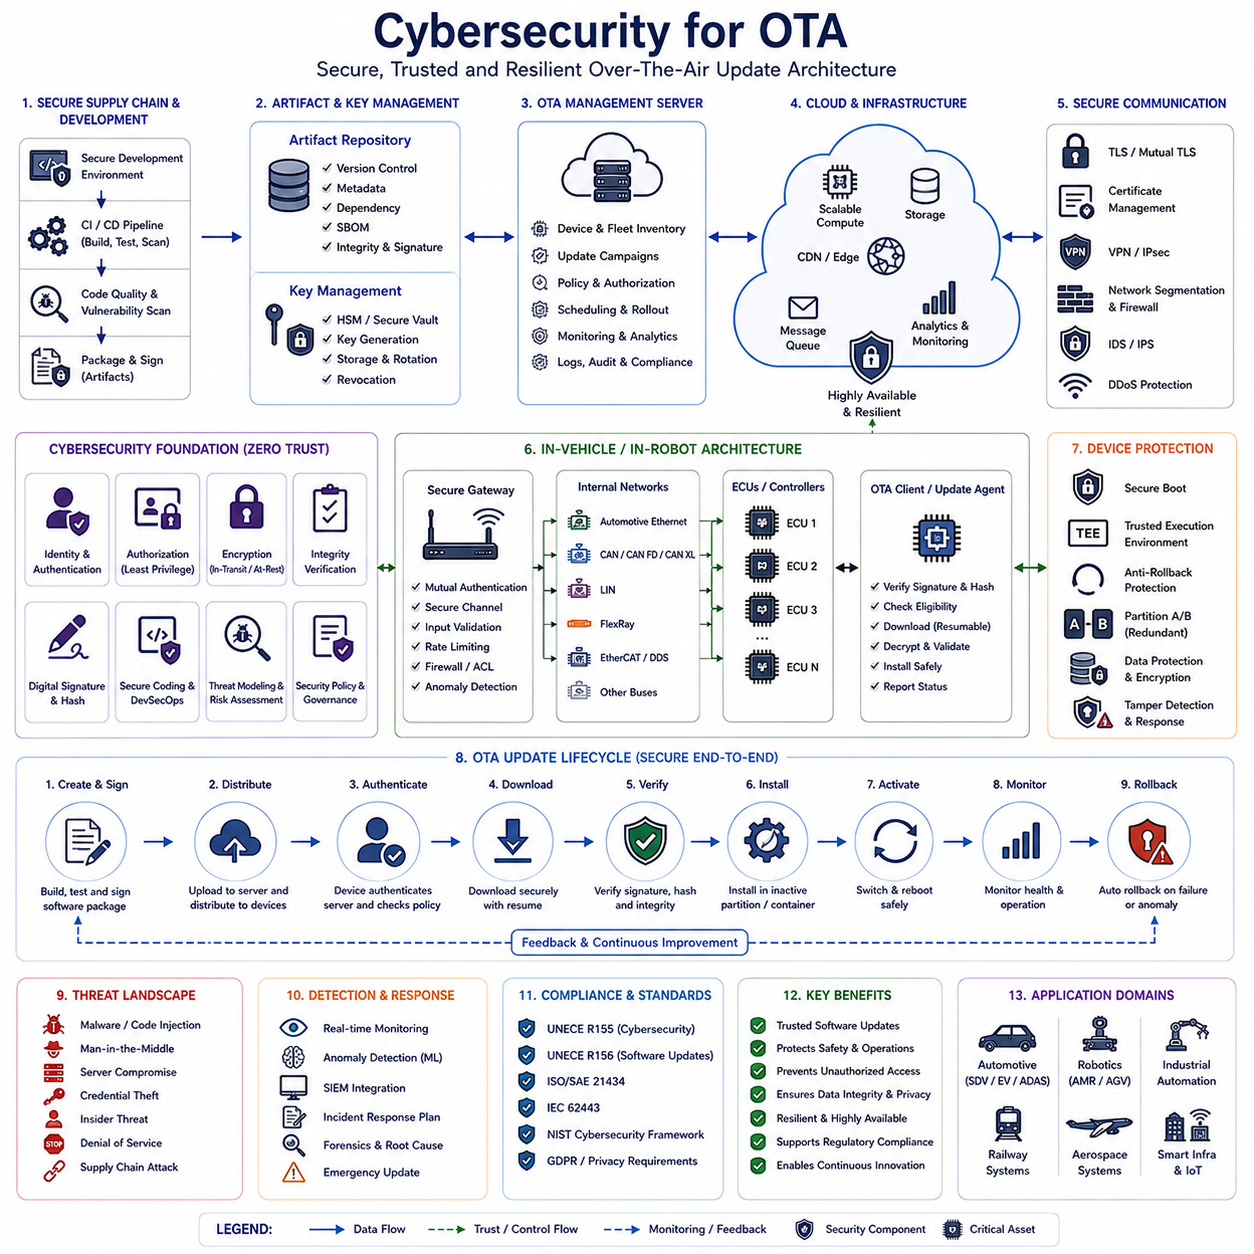 Cybersecurity for OTA
Secure, Trusted and Resilient Over-The-Air Update Architecture
1. SECURE SUPPLY CHAIN &
DEVELOPMENT
Secure Development
Environment
CI / CD Pipeline
(Build, Test, Scan)
Code Quality &
Vulnerability Scan
Package & Sign
(Artifacts)
2. ARTIFACT & KEY MANAGEMENT
Artifact Repository
Version Control
Metadata
Dependency
SBOM
Integrity & Signature
Key Management
HSM / Secure Vault
Key Generation
Storage & Rotation
Revocation
3. OTA MANAGEMENT SERVER
Device & Fleet Inventory
Update Campaigns
Policy & Authorization
Scheduling & Rollout
Monitoring & Analytics
Logs, Audit & Compliance
4. CLOUD & INFRASTRUCTURE
Scalable
Compute
Storage
CDN / Edge
Message
Queue
Analytics &
Monitoring
Highly Available
& Resilient
5. SECURE COMMUNICATION
TLS / Mutual TLS
Certificate
Management
VPN
VPN / IPsec
Network Segmentation
& Firewall
IDS / IPS
DDoS Protection
CYBERSECURITY FOUNDATION (ZERO TRUST)
Identity &
Authentication
Authorization
(Least Privilege)
Encryption
(In-Transit / At-Rest)
Integrity
Verification
Digital Signature
& Hash
Secure Coding &
DevSecOps
Threat Modeling &
Risk Assessment
Security Policy &
Governance
6. IN-VEHICLE / IN-ROBOT ARCHITECTURE
Secure Gateway
Mutual Authentication
Secure Channel
Input Validation
Rate Limiting
Firewall / ACL
Anomaly Detection
Internal Networks
Automotive Ethernet
CAN / CAN FD / CAN XL
LIN
FlexRay
EtherCAT / DDS
Other Buses
ECUs / Controllers
ECU 1
ECU 2
ECU 3
...
ECU N
OTA Client / Update Agent
Verify Signature & Hash
Check Eligibility
Download (Resumable)
Decrypt & Validate
Install Safely
Report Status
7. DEVICE PROTECTION
Secure Boot
TEE
Trusted Execution
Environment
Anti-Rollback
Protection
A - B
Partition A/B
(Redundant)
Data Protection
& Encryption
Tamper Detection
& Response
8. OTA UPDATE LIFECYCLE (SECURE END-TO-END)
1. Create & Sign
Build, test and sign
software package
2. Distribute
Upload to server and
distribute to devices
3. Authenticate
Device authenticates
server and checks policy
4. Download
Download securely
with resume
5. Verify
Verify signature, hash
and integrity
6. Install
Install in inactive
partition / container
7. Activate
Switch & reboot
safely
8. Monitor
Monitor health &
operation
9. Rollback
Auto rollback on failure
or anomaly
Feedback & Continuous Improvement
9. THREAT LANDSCAPE
Malware / Code Injection
Man-in-the-Middle
Server Compromise
Credential Theft
Insider Threat
STOP
Denial of Service
Supply Chain Attack
10. DETECTION & RESPONSE
Real-time Monitoring
Anomaly Detection (ML)
SIEM Integration
Incident Response Plan
Forensics & Root Cause
Emergency Update
11. COMPLIANCE & STANDARDS
UNECE R155 (Cybersecurity)
UNECE R156 (Software Updates)
ISO/SAE 21434
IEC 62443
NIST Cybersecurity Framework
GDPR / Privacy Requirements
12. KEY BENEFITS
Trusted Software Updates
Protects Safety & Operations
Prevents Unauthorized Access
Ensures Data Integrity & Privacy
Resilient & Highly Available
Supports Regulatory Compliance
Enables Continuous Innovation
13. APPLICATION DOMAINS
Automotive
(SDV / EV / ADAS)
Robotics
(AMR / AGV)
Industrial
Automation
Railway
Systems
Aerospace
Systems
Smart Infra
& IoT
LEGEND:
Data Flow
Trust / Control Flow
Monitoring / Feedback
Security Component
Critical Asset